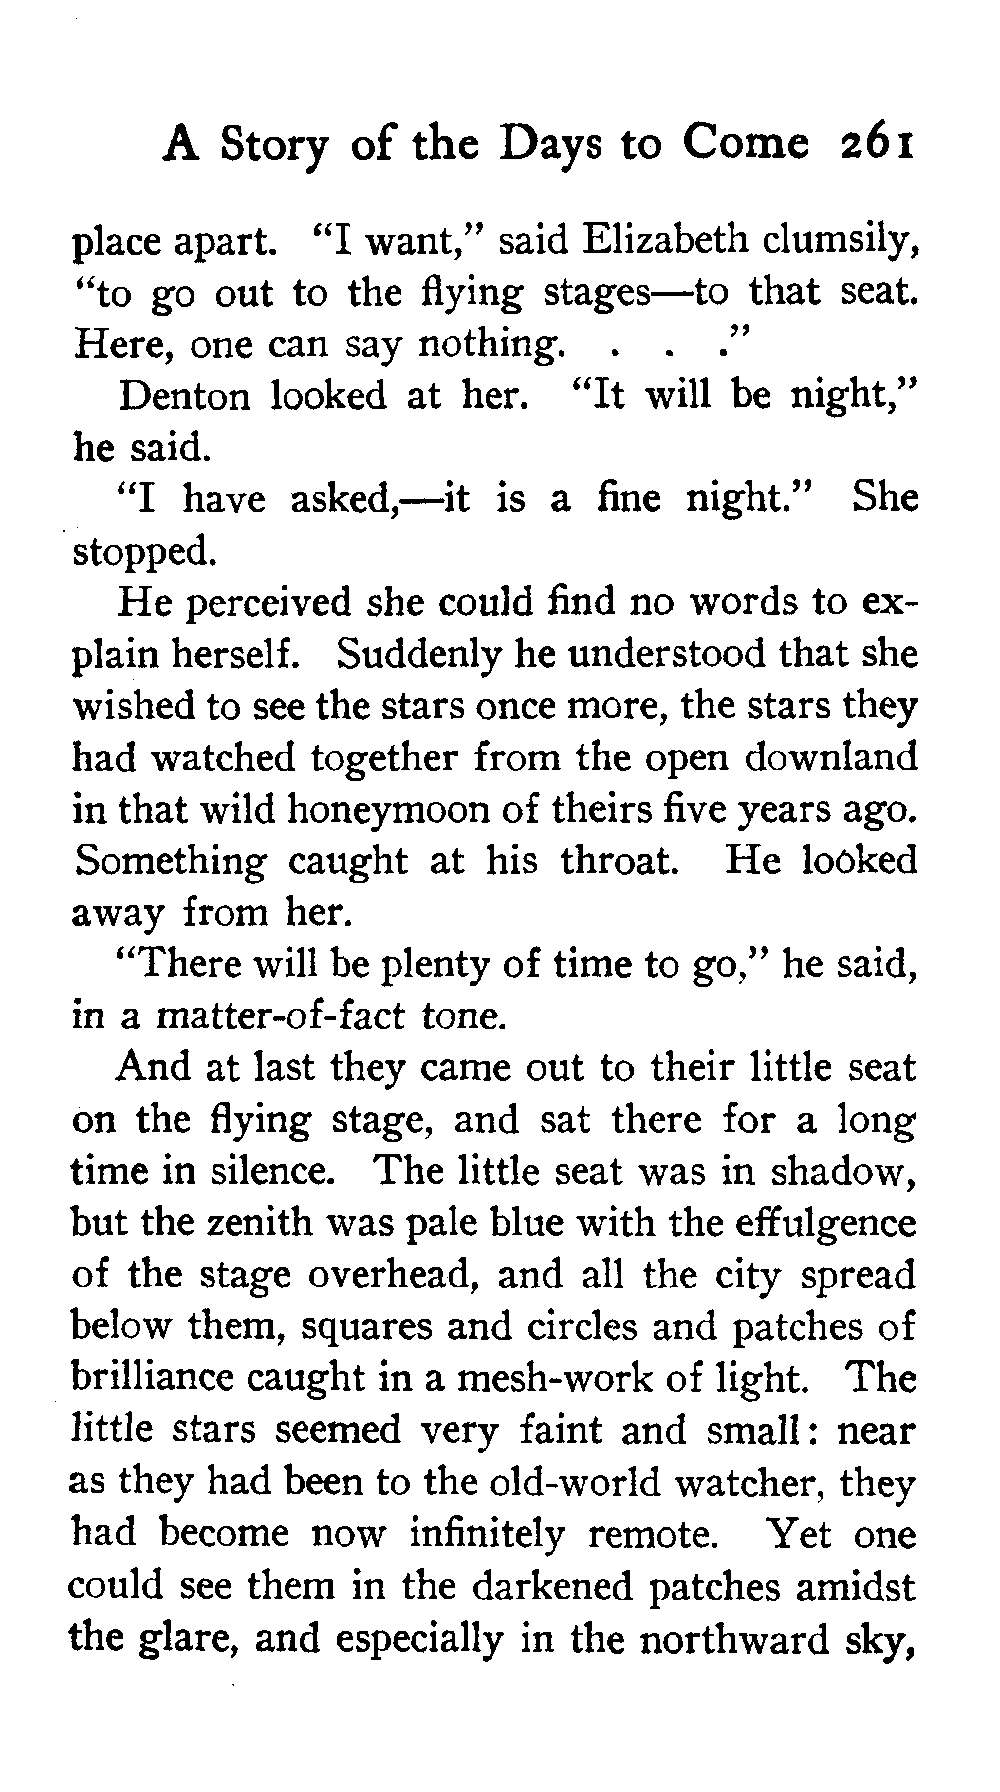 A Story of the Days to Come 261
place apart. “I want,” said Elizabeth clumsily,
“to go out to the flying stages—to that seat.
Here, one can say nothing. . . .”
Denton looked at her. “It will be night,”
he said.
“I have asked,—it is a fine night.” She
stopped.
He perceived she could find no words to ex-
plain herself. Suddenly he understood that she
wished to see the stars once more, the stars they
had watched together from the open downland
in that wild honeymoon of theirs five years ago.
Something caught at his throat. He looked
away from her.
“There will be plenty of time to go,” he said,
in a matter-of-fact tone.
And at last they came out to their little seat
on the flying stage, and sat there for a long
time in silence. The little seat was in shadow,
but the zenith was pale blue with the effulgence
of the stage overhead, and all the city spread
below them, squares and circles and patches of
brilliance caught in a mesh-work of light. The
little stars seemed very faint and small: near
as they had been to the old-world watcher, they
had become now infinitely remote. Yet one
could see them in the darkened patches amidst
the glare, and especially in the northward sky,